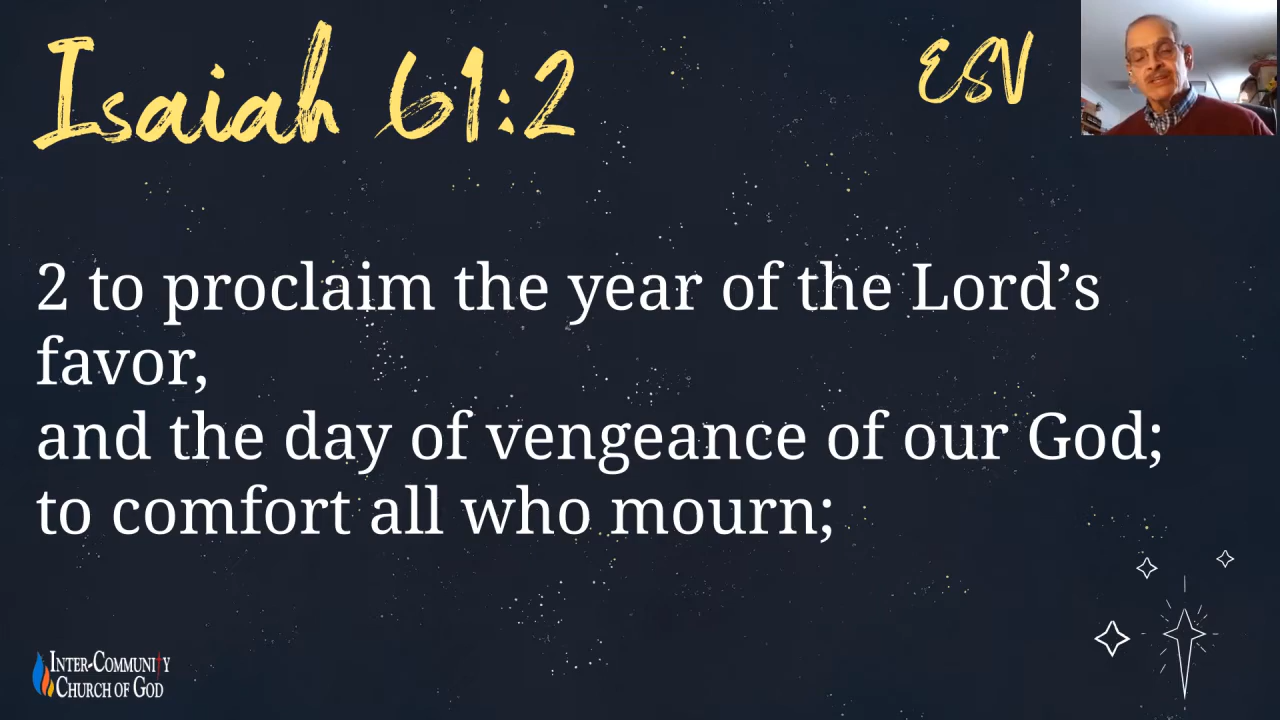 Isaiah 61:2
ESV
2 to proclaim the year of the Lord’s
favor,
and the day of vengeance of our God;
to comfort all who mourn;
INTER-COMMUNITY
CHURCH OF GOD